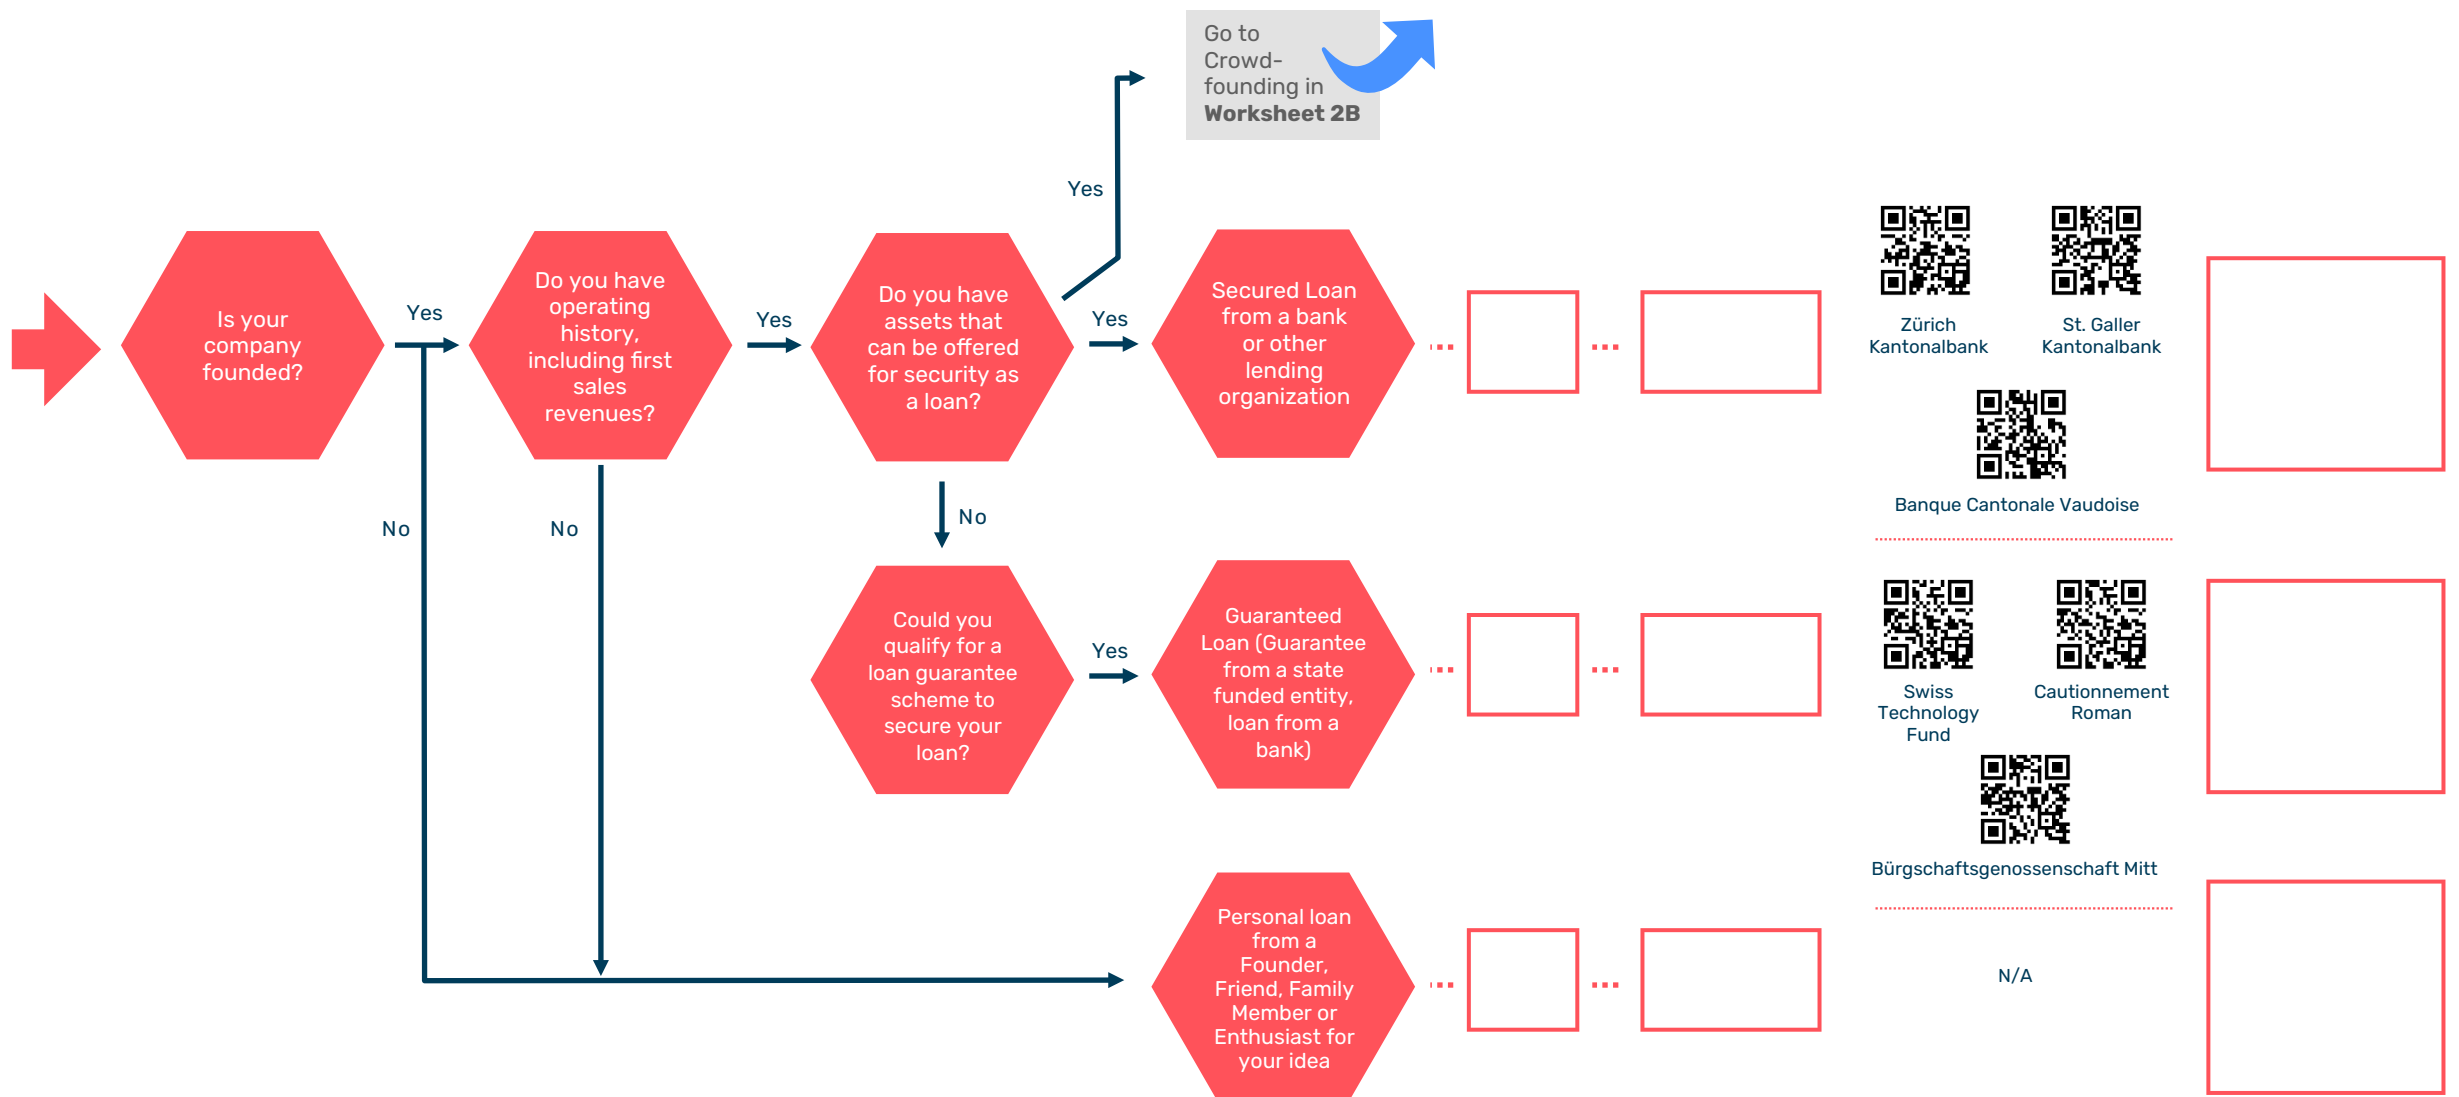 Go to
Crowd-
founding in
Worksheet 2B
Yes
Is your
company
founded?
Yes
No
Do you have
operating
history,
including first
sales
revenues?
Yes
No
Do you have
assets that
can be offered
for security as
a loan?
Yes
No
Secured Loan
from a bank
or other
lending
organization
Zürich
Kantonalbank
St. Galler
Kantonalbank
Banque Cantonale Vaudoise
Could you
qualify for a
loan guarantee
scheme to
secure your
loan?
Yes
Guaranteed
Loan (Guarantee
from a state
funded entity,
loan from a
bank)
Swiss
Technology
Fund
Cautionnement
Roman
Bürgschaftsgenossenschaft Mitt
Personal loan
from a
Founder,
Friend, Family
Member or
Enthusiast for
your idea
N/A